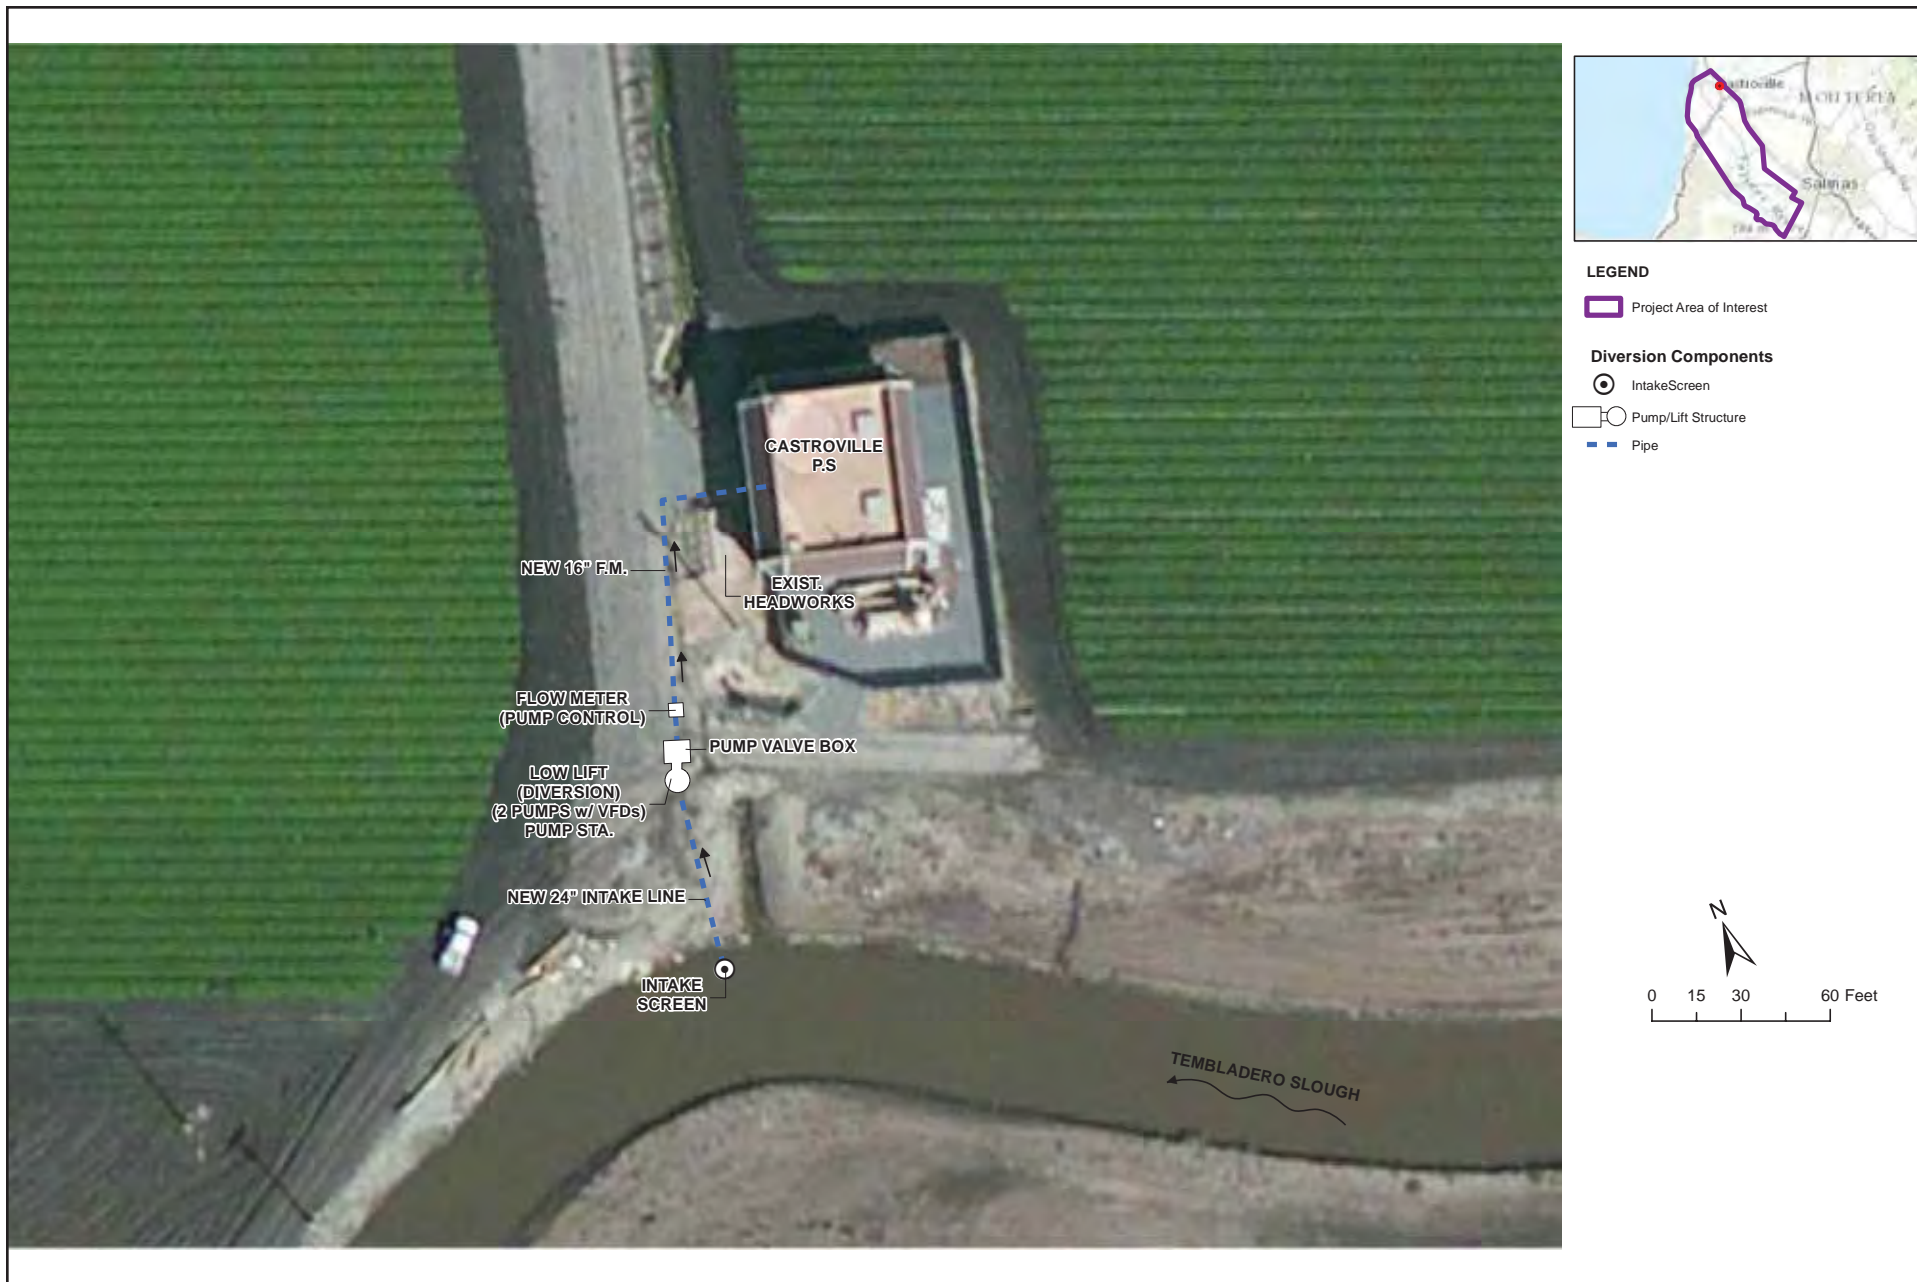 CASTROVILLE
P.S
NEW 16" F.M.
EXIST.
HEADWORKS
FLOW METER
(PUMP CONTROL)
PUMP VALVE BOX
LOW LIFT
(DIVERSION)
(2 PUMPS w/ VFDs)
PUMP STA.
NEW 24" INTAKE LINE
INTAKE
SCREEN
TEMBLADERO SLOUGH
Salinas
LEGEND
Project Area of Interest
Diversion Components
IntakeScreen
Pump/Lift Structure
Pipe
N
0 15 30 60 Feet